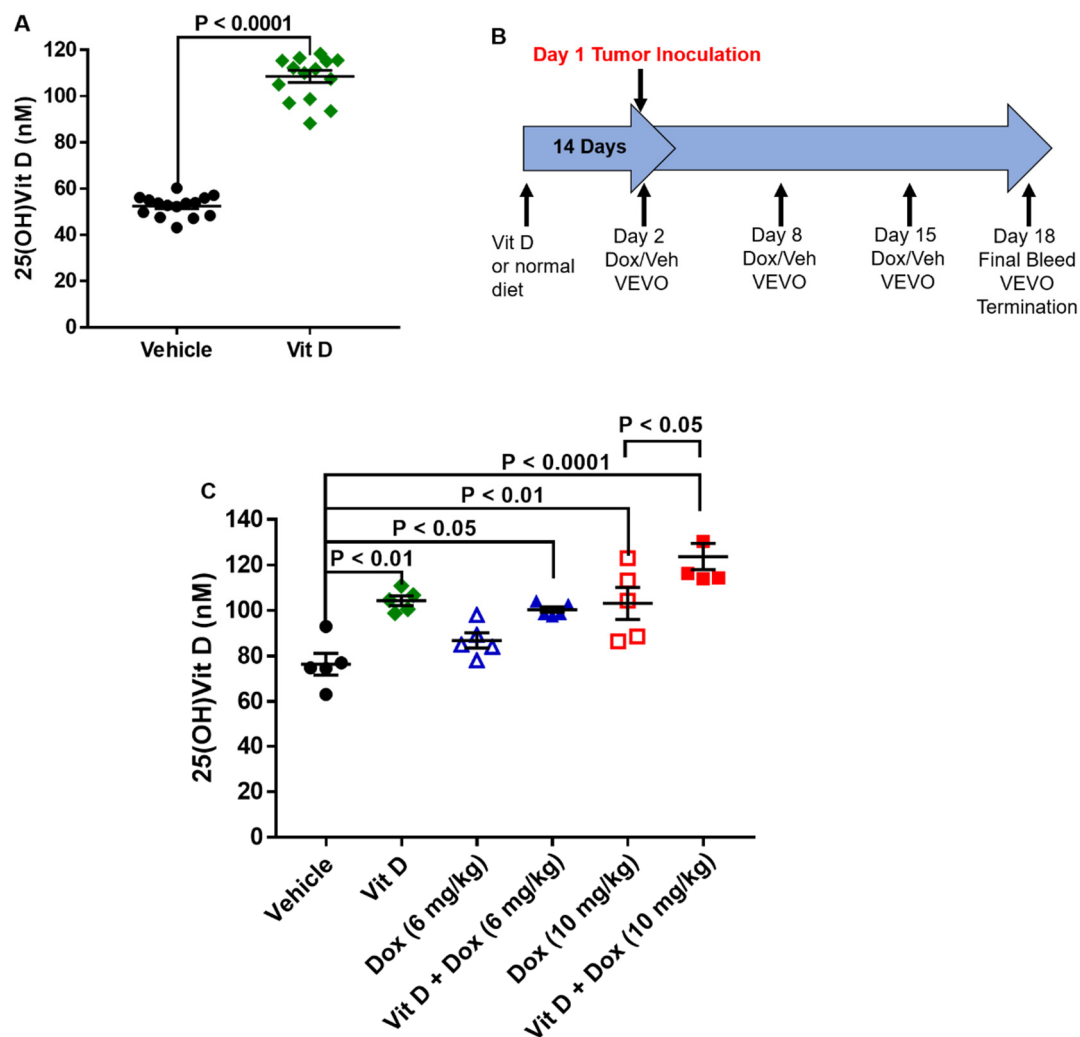 A
P < 0.0001
25(OH)Vit D (nM)
120
100
80
60
40
20
0
Vehicle
Vit D
B
Day 1 Tumor Inoculation
14 Days
Vit D
or normal
diet
Day 2
Dox/Veh
VEVO
Day 8
Dox/Veh
VEVO
Day 15
Dox/Veh
VEVO
Day 18
Final Bleed
VEVO
Termination
C
P < 0.05
P < 0.0001
P < 0.01
P < 0.05
P < 0.01
25(OH)Vit D (nM)
140
120
100
80
60
40
20
0
Vehicle
Vit D
Dox (6 mg/kg)
Vit D + Dox (6 mg/kg)
Dox (10 mg/kg)
Vit D + Dox (10 mg/kg)